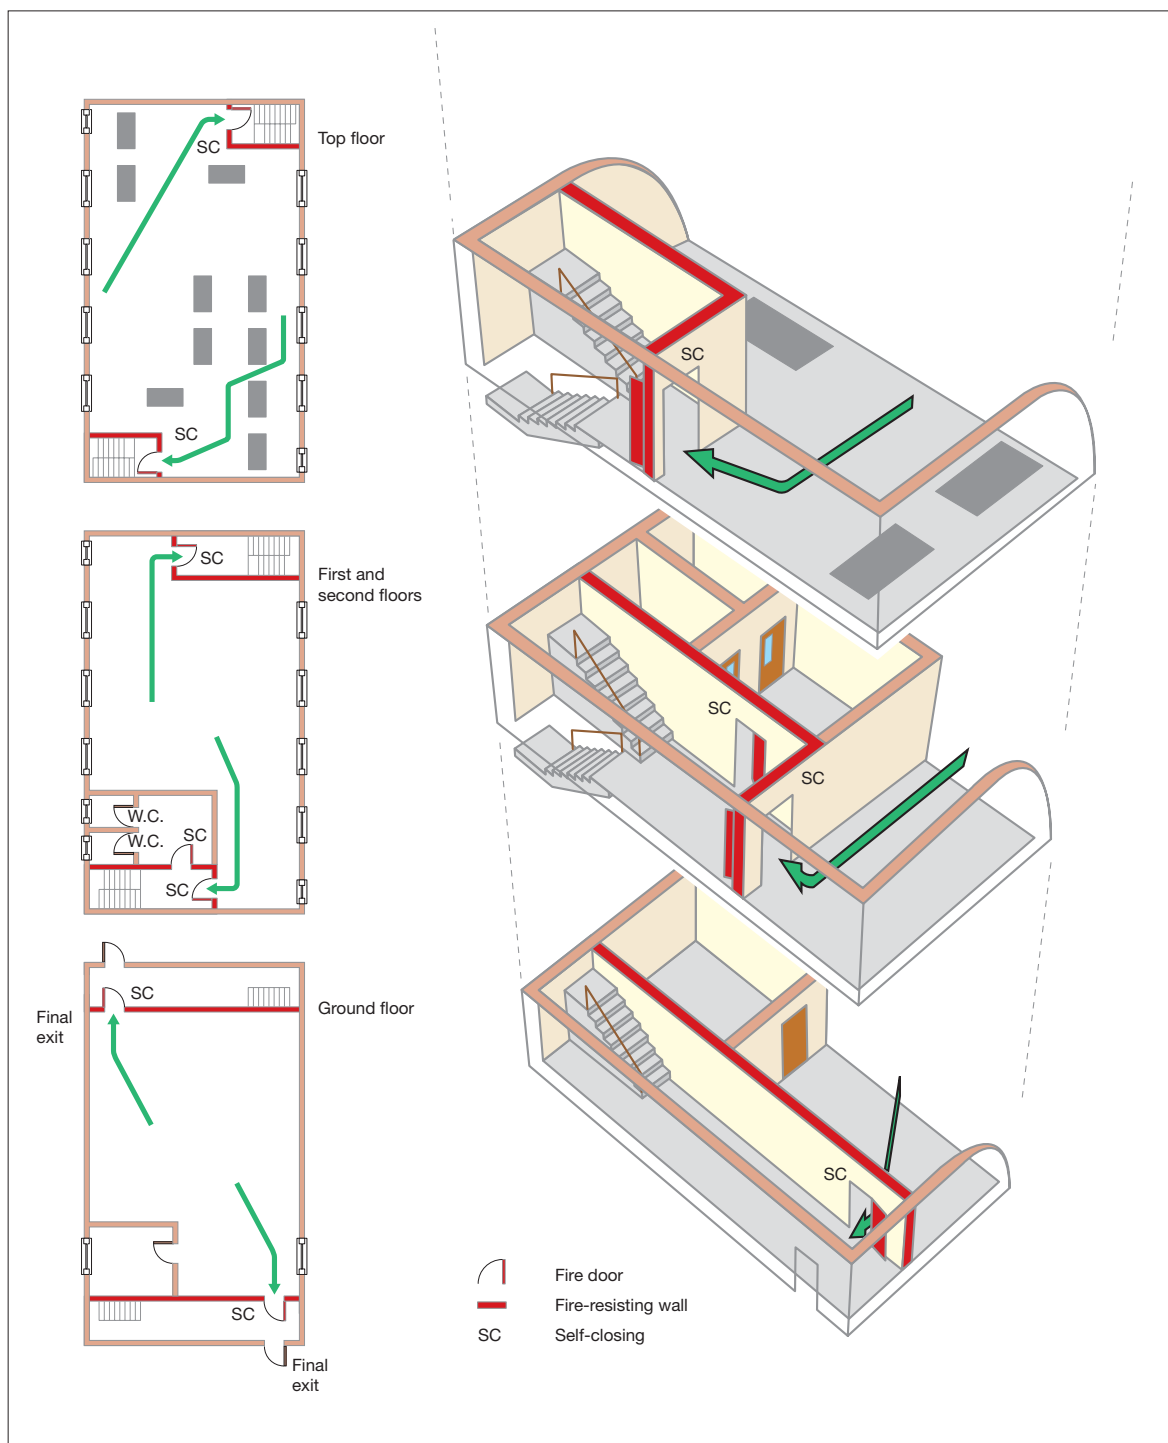 SC
Top floor
SC
SC
First and
second floors
W.C.
W.C.
SC
SC
SC
Final
exit
Ground floor
SC
Final
exit
SC
SC
SC
SC
Fire door
Fire-resisting wall
SC
Self-closing